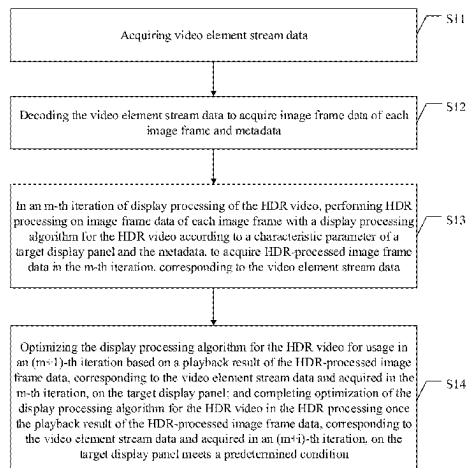 Acquiring video element stream data
S11
Decoding the video element stream data to acquire image frame data of each
image frame and metadata
S12
In an m-th iteration of display processing of the HDR video, performing HDR
processing on image frame data of each image frame with a display processing
algorithm for the HDR video according to a characteristic parameter of a
target display panel and the metadata, to acquire HDR-processed image frame
data in the m-th iteration, corresponding to the video element stream data
S13
Optimizing the display processing algorithm for the HDR video for usage in
an (m+1)-th iteration based on a playback result of the HDR-processed image
frame data, corresponding to the video element stream data and acquired in the
m-th iteration, on the target display panel; and completing optimization of
the display processing algorithm for the HDR video in the HDR processing once
the playback result of the HDR-processed image frame data, corresponding to
the video element stream data and acquired in an (m+i)-th iteration, on the
target display panel meets a predetermined condition
S14